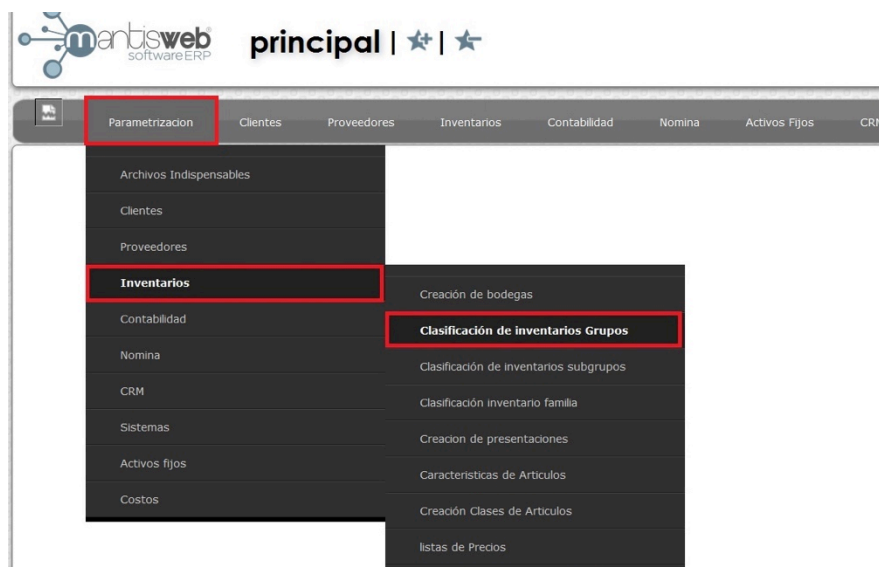 mantisweb
software ERP
principal | |
Parametrizacion Clientes Proveedores Inventarios Contabilidad Nomina Activos Fijos CRM
Archivos Indispensables
Clientes
Proveedores
Inventarios
Contabilidad
Nomina
CRM
Sistemas
Activos fijos
Costos
Creación de bodegas
Clasificación de inventarios Grupos
Clasificación de inventarios subgrupos
Clasificación inventario familia
Creacion de presentaciones
Caracteristicas de Articulos
Creación Clases de Articulos
listas de Precios